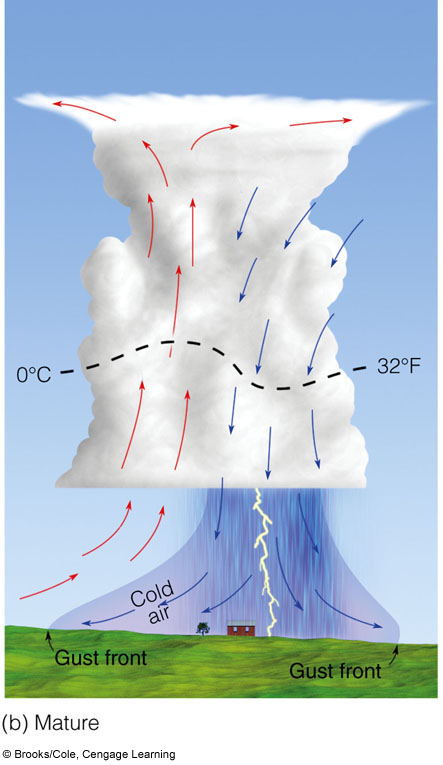 0°C
32°F
Cold
air
Gust front
Gust front
(b) Mature
© Brooks/Cole, Cengage Learning